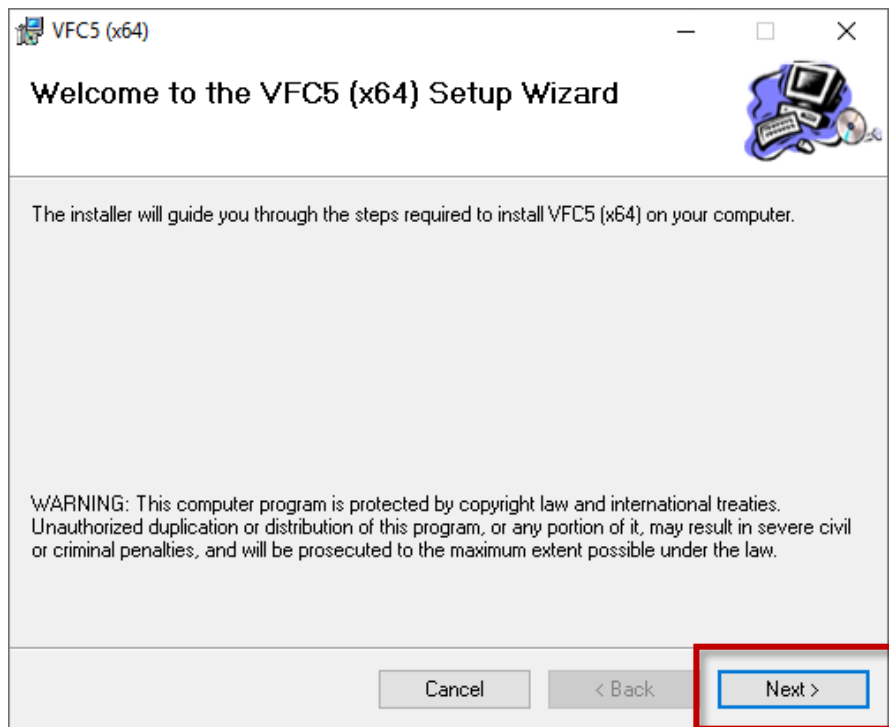 VFC5 (x64)
Welcome to the VFC5 (x64) Setup Wizard
The installer will guide you through the steps required to install VFC5 (x64) on your computer.
WARNING: This computer program is protected by copyright law and international treaties.
Unauthorized duplication or distribution of this program, or any portion of it, may result in severe civil
or criminal penalties, and will be prosecuted to the maximum extent possible under the law.
Cancel
< Back
Next >